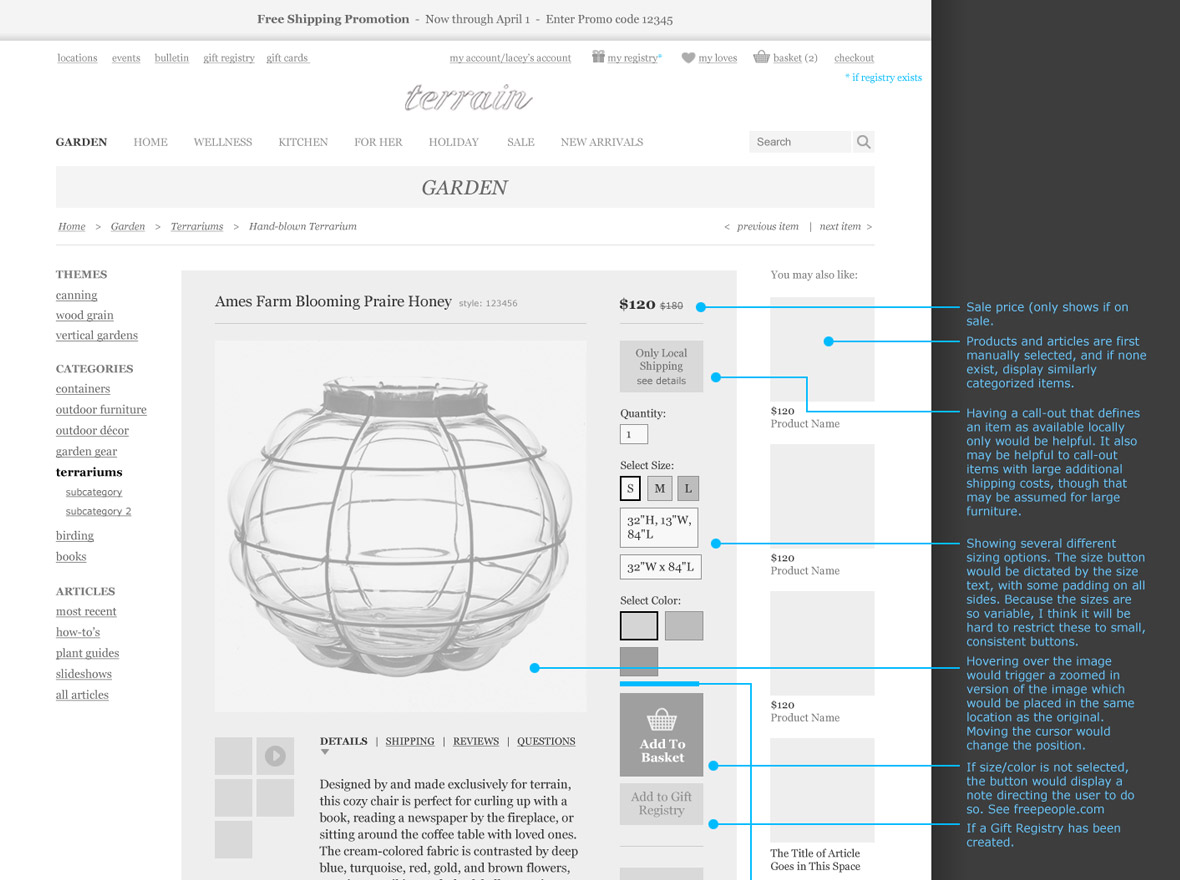 Free Shipping Promotion - Now through April 1 - Enter Promo code 12345
locations events bulletin gift registry gift cards my account/lacey's account my registry* my loves basket (2) checkout
* if registry exists
terrain
GARDEN HOME WELLNESS KITCHEN FOR HER HOLIDAY SALE NEW ARRIVALS Search
GARDEN
Home > Garden > Terrariums > Hand-blown Terrarium < previous item | next item >
THEMES
canning
wood grain
vertical gardens
CATEGORIES
containers
outdoor furniture
outdoor décor
garden gear
terrariums
subcategory
subcategory 2
birding
books
ARTICLES
most recent
how-to's
plant guides
slideshows
all articles
Ames Farm Blooming Praire Honey style: 123456
DETAILS | SHIPPING | REVIEWS | QUESTIONS
Designed by and made exclusively for terrain,
this cozy chair is perfect for curling up with a
book, reading a newspaper by the fireplace, or
sitting around the coffee table with loved ones.
The cream-colored fabric is contrasted by deep
blue, turquoise, red, gold, and brown flowers,
$120 $180
Only Local
Shipping
see details
Quantity:
1
Select Size:
S M L
32"H, 13"W,
84"L
32"W x 84"L
Select Color:
Add To
Basket
Add to Gift
Registry
You may also like:
$120
Product Name
$120
Product Name
$120
Product Name
The Title of Article
Goes in This Space
Sale price (only shows if on
sale.
Products and articles are first
manually selected, and if none
exist, display similarly
categorized items.
Having a call-out that defines
an item as available locally
only would be helpful. It also
may be helpful to call-out
items with large additional
shipping costs, though that
may be assumed for large
furniture.
Showing several different
sizing options. The size button
would be dictated by the size
text, with some padding on all
sides. Because the sizes are
so variable, I think it will be
hard to restrict these to small,
consistent buttons.
Hovering over the image
would trigger a zoomed in
version of the image which
would be placed in the same
location as the original.
Moving the cursor would
change the position.
If size/color is not selected,
the button would display a
note directing the user to do
so. See freepeople.com
If a Gift Registry has been
created.